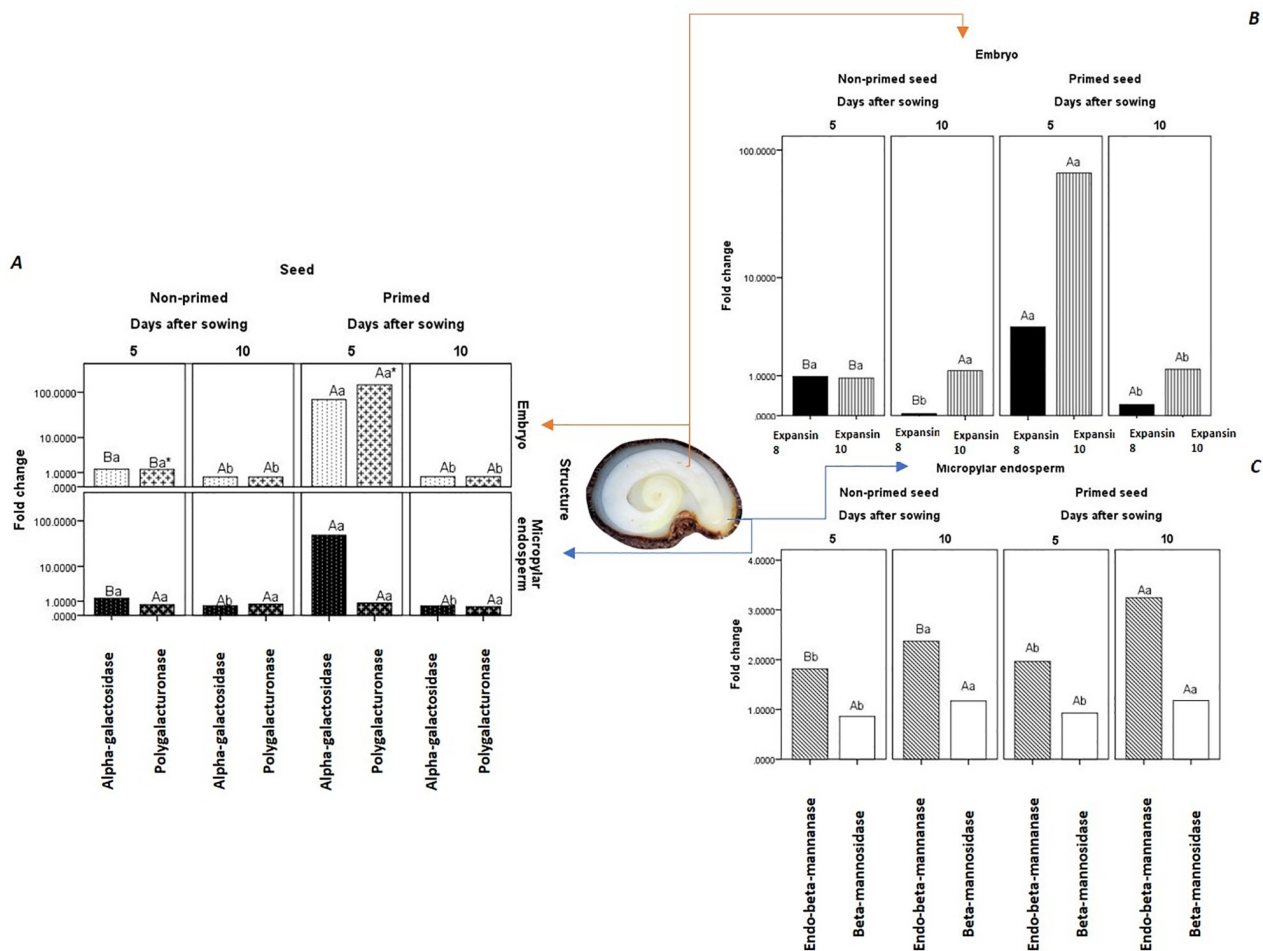 A
Seed
Non-primed Primed
Days after sowing Days after sowing
5 10 5 10
Fold change
100.0000
10.0000
1.0000
.0000
Ba Ba* Ab Ab Aa Aa* Ab Ab
Embryo
100.0000
10.0000
1.0000
.0000
Ba Aa Ab Aa Aa Aa Ab Aa
Micropylar
endosperm
Structure
Alpha-galactosidase
Polygalacturonase
Alpha-galactosidase
Polygalacturonase
Alpha-galactosidase
Polygalacturonase
Alpha-galactosidase
Polygalacturonase
B
Embryo
Non-primed seed Primed seed
Days after sowing Days after sowing
5 10 5 10
Fold change
100.0000
10.0000
1.0000
.0000
Ba Ba Bb Aa Aa Aa Ab Ab
Expansin Expansin Expansin Expansin Expansin Expansin Expansin Expansin
8 10 8 10 8 10 8 10
C
Micropylar endosperm
Non-primed seed Primed seed
Days after sowing Days after sowing
5 10 5 10
Fold change
4.0000
3.0000
2.0000
1.0000
.0000
Bb Ab Ba Aa Ab Ab Aa Aa
Endo-beta-mannanase
Beta-mannosidase
Endo-beta-mannanase
Beta-mannosidase
Endo-beta-mannanase
Beta-mannosidase
Endo-beta-mannanase
Beta-mannosidase